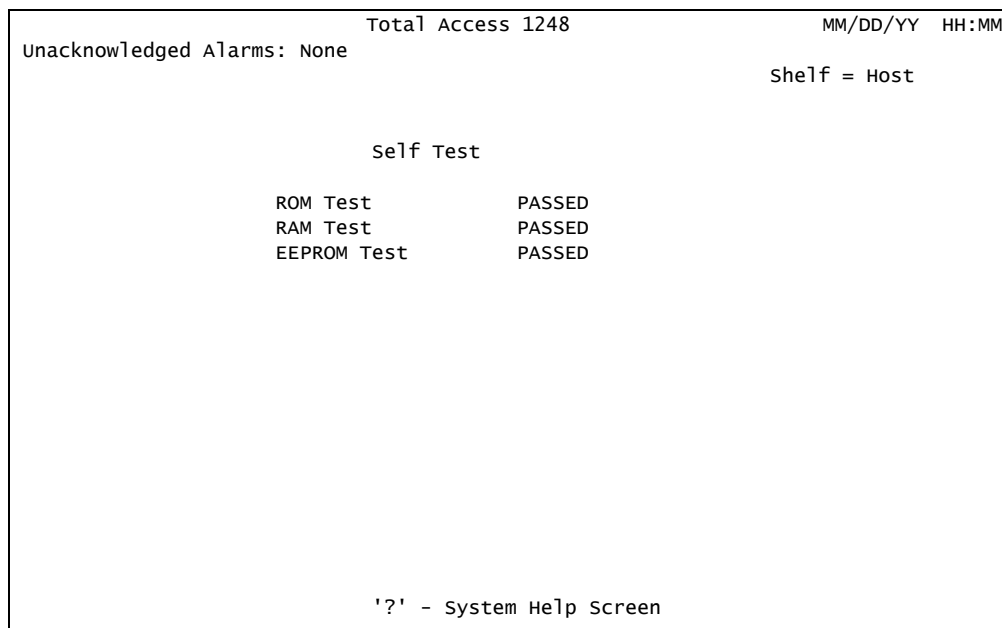 Total Access 1248 MM/DD/YY HH:MM
Unacknowledged Alarms: None
Shelf = Host
Self Test
ROM Test PASSED
RAM Test PASSED
EEPROM Test PASSED
'?' - System Help Screen